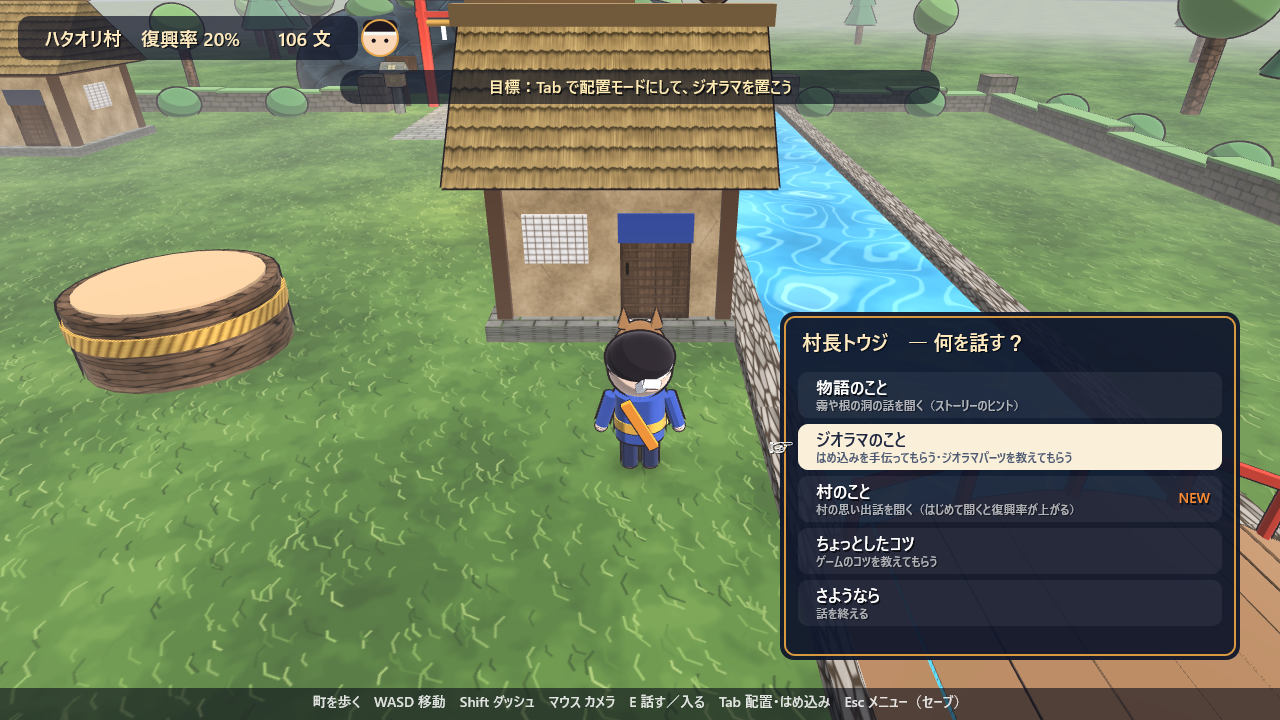 ハタオリ村　復興率 20%　　106 文
目標：Tab で配置モードにして、ジオラマを置こう
村長トウジ　— 何を話す？
物語のこと
霧や根の洞の話を聞く（ストーリーのヒント）
ジオラマのこと
はめ込みを手伝ってもらう・ジオラマパーツを教えてもらう
村のこと
NEW
村の思い出話を聞く（はじめて聞くと復興率が上がる）
ちょっとしたコツ
ゲームのコツを教えてもらう
さようなら
話を終える
町を歩く　WASD 移動　Shift ダッシュ　マウス カメラ　E 話す／入る　Tab 配置・はめ込み　Esc メニュー（セーブ）